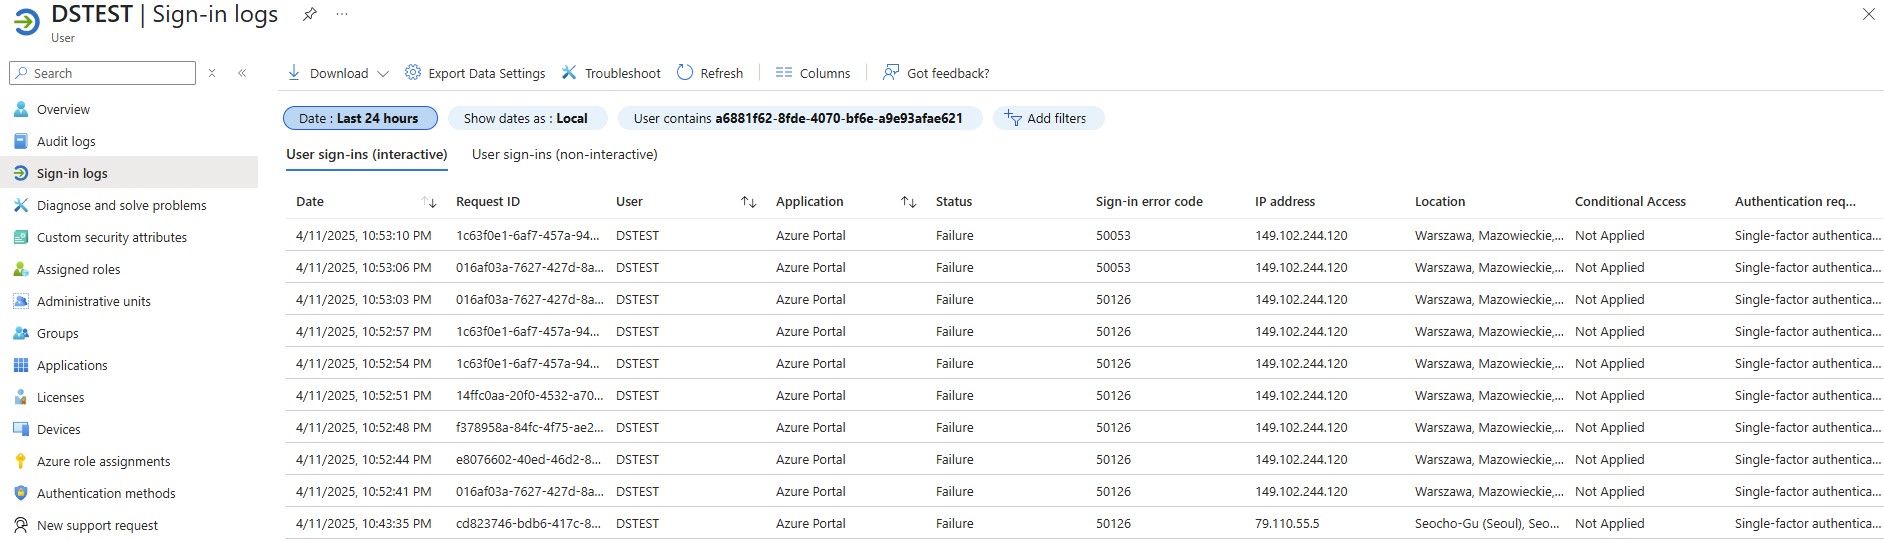 DSTEST | Sign-in logs
User
Search
Download
Export Data Settings
Troubleshoot
Refresh
Columns
Got feedback?
Overview
Audit logs
Sign-in logs
Diagnose and solve problems
Custom security attributes
Assigned roles
Administrative units
Groups
Applications
Licenses
Devices
Azure role assignments
Authentication methods
New support request
Date : Last 24 hours
Show dates as : Local
User contains a6881f62-8fde-4070-bf6e-a9e93afae621
Add filters
User sign-ins (interactive)
User sign-ins (non-interactive)
Date Request ID User Application Status Sign-in error code IP address Location Conditional Access Authentication req...
4/11/2025, 10:53:10 PM 1c63f0e1-6af7-457a-94... DSTEST Azure Portal Failure 50053 149.102.244.120 Warszawa, Mazowieckie,... Not Applied Single-factor authentica...
4/11/2025, 10:53:06 PM 016af03a-7627-427d-8a... DSTEST Azure Portal Failure 50053 149.102.244.120 Warszawa, Mazowieckie,... Not Applied Single-factor authentica...
4/11/2025, 10:53:03 PM 016af03a-7627-427d-8a... DSTEST Azure Portal Failure 50126 149.102.244.120 Warszawa, Mazowieckie,... Not Applied Single-factor authentica...
4/11/2025, 10:52:57 PM 1c63f0e1-6af7-457a-94... DSTEST Azure Portal Failure 50126 149.102.244.120 Warszawa, Mazowieckie,... Not Applied Single-factor authentica...
4/11/2025, 10:52:54 PM 1c63f0e1-6af7-457a-94... DSTEST Azure Portal Failure 50126 149.102.244.120 Warszawa, Mazowieckie,... Not Applied Single-factor authentica...
4/11/2025, 10:52:51 PM 14ffc0aa-20f0-4532-a70... DSTEST Azure Portal Failure 50126 149.102.244.120 Warszawa, Mazowieckie,... Not Applied Single-factor authentica...
4/11/2025, 10:52:48 PM f378958a-84fc-4f75-ae2... DSTEST Azure Portal Failure 50126 149.102.244.120 Warszawa, Mazowieckie,... Not Applied Single-factor authentica...
4/11/2025, 10:52:44 PM e8076602-40ed-46d2-8... DSTEST Azure Portal Failure 50126 149.102.244.120 Warszawa, Mazowieckie,... Not Applied Single-factor authentica...
4/11/2025, 10:52:41 PM 016af03a-7627-427d-8a... DSTEST Azure Portal Failure 50126 149.102.244.120 Warszawa, Mazowieckie,... Not Applied Single-factor authentica...
4/11/2025, 10:43:35 PM cd823746-bdb6-417c-8... DSTEST Azure Portal Failure 50126 79.110.55.5 Seocho-Gu (Seoul), Seo... Not Applied Single-factor authentica...